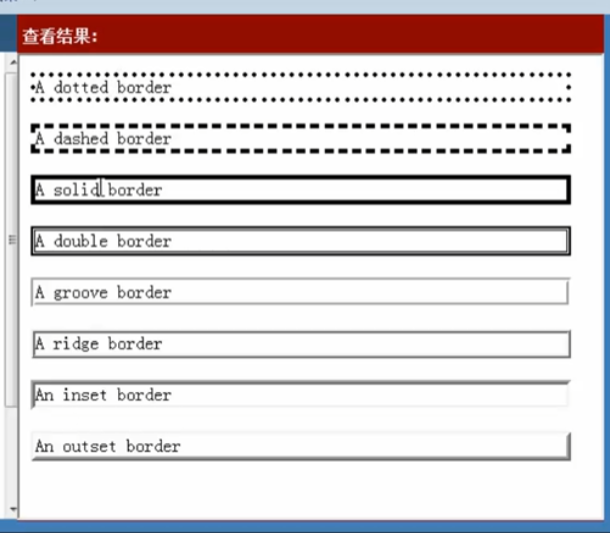 查看结果:
A dotted border
A dashed border
A solid border
A double border
A groove border
A ridge border
An inset border
An outset border